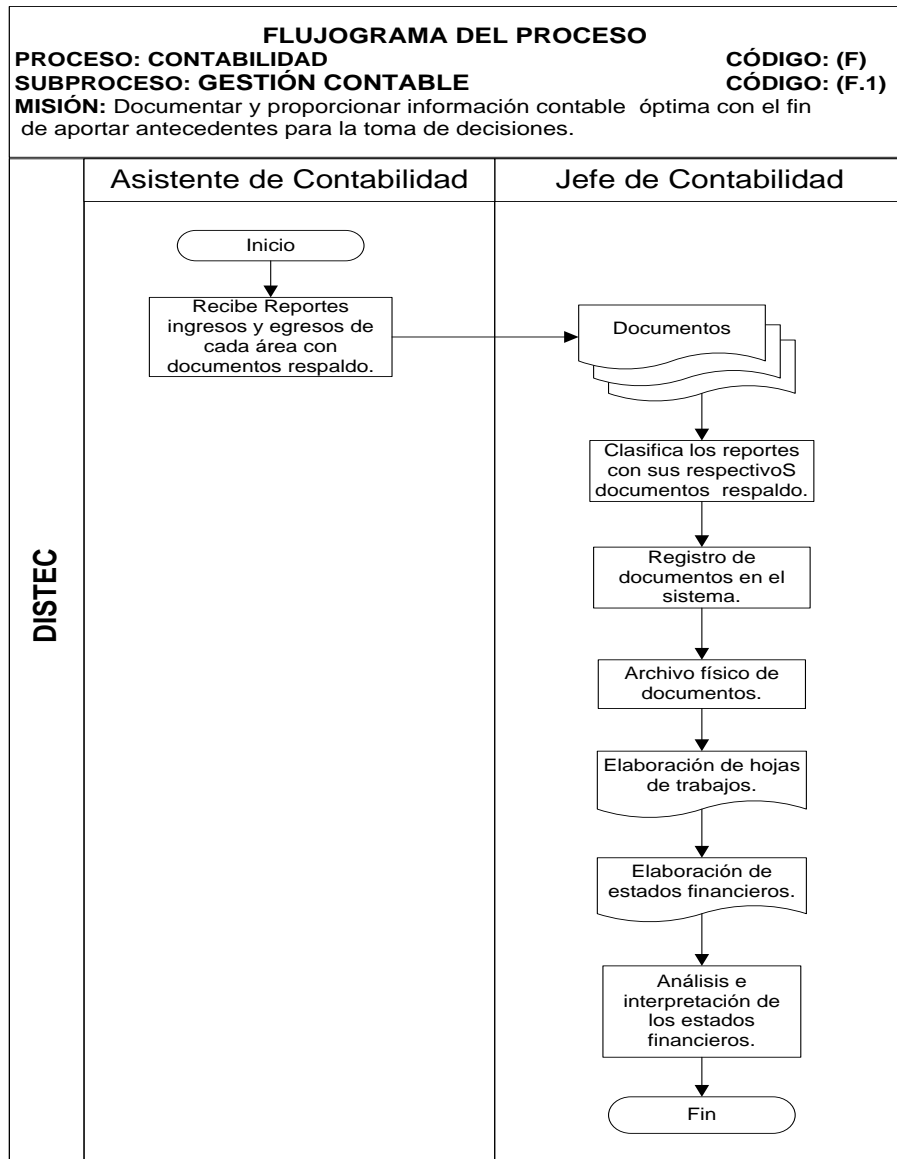 FLUJOGRAMA DEL PROCESO
PROCESO: CONTABILIDAD CÓDIGO: (F)
SUBPROCESO: GESTIÓN CONTABLE CÓDIGO: (F.1)
MISIÓN: Documentar y proporcionar información contable óptima con el fin
de aportar antecedentes para la toma de decisiones.
Asistente de Contabilidad
Jefe de Contabilidad
DISTEC
Inicio
Recibe Reportes
ingresos y egresos de
cada área con
documentos respaldo.
Documentos
Clasifica los reportes
con sus respectivoS
documentos respaldo.
Registro de
documentos en el
sistema.
Archivo físico de
documentos.
Elaboración de hojas
de trabajos.
Elaboración de
estados financieros.
Análisis e
interpretación de
los estados
financieros.
Fin